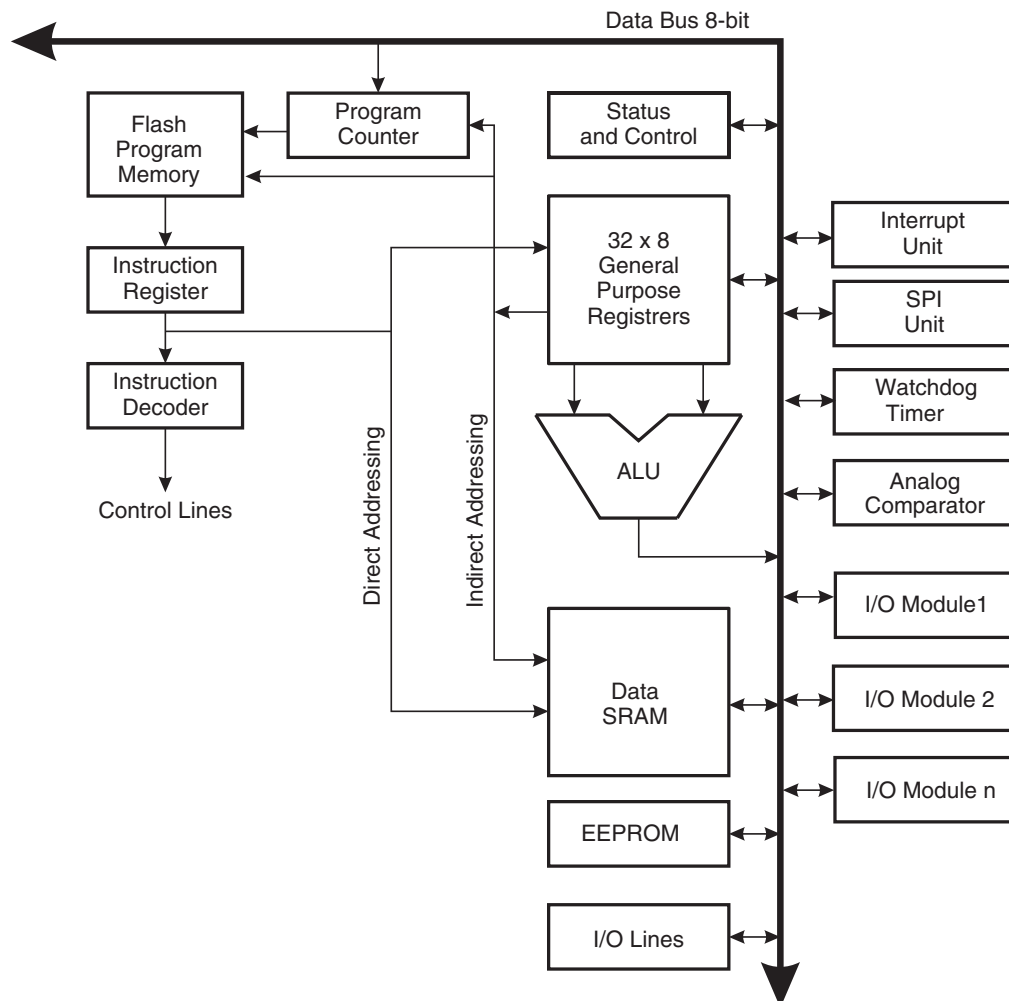 Data Bus 8-bit
Flash
Program
Memory
Program
Counter
Status
and Control
Interrupt
Unit
32 x 8
General
Purpose
Registrers
Instruction
Register
SPI
Unit
Instruction
Decoder
Watchdog
Timer
ALU
Analog
Comparator
Control Lines
Direct Addressing
Indirect Addressing
I/O Module1
Data
SRAM
I/O Module 2
I/O Module n
EEPROM
I/O Lines